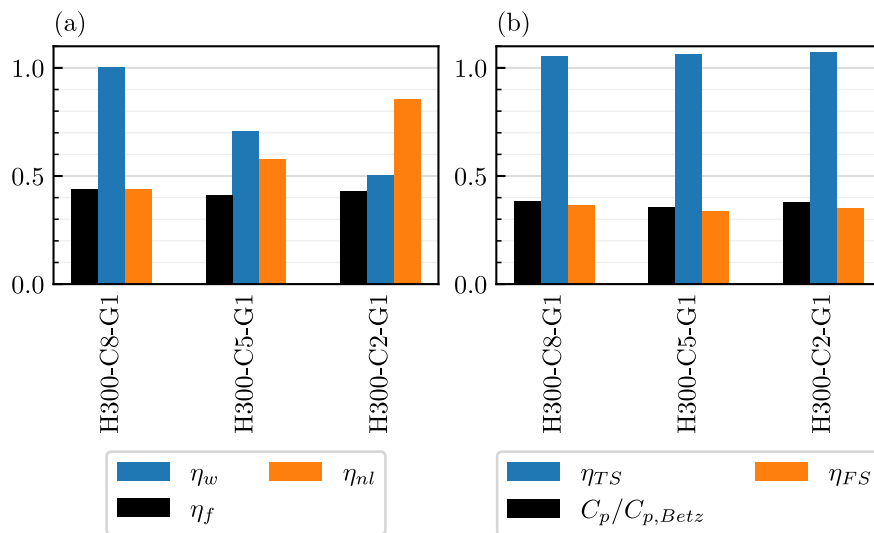 (a)
1.0
0.5
0.0
H300-C8-G1
H300-C5-G1
H300-C2-G1
η_w
η_nl
η_f
(b)
1.0
0.5
0.0
H300-C8-G1
H300-C5-G1
H300-C2-G1
η_TS
η_FS
C_p/C_p,Betz